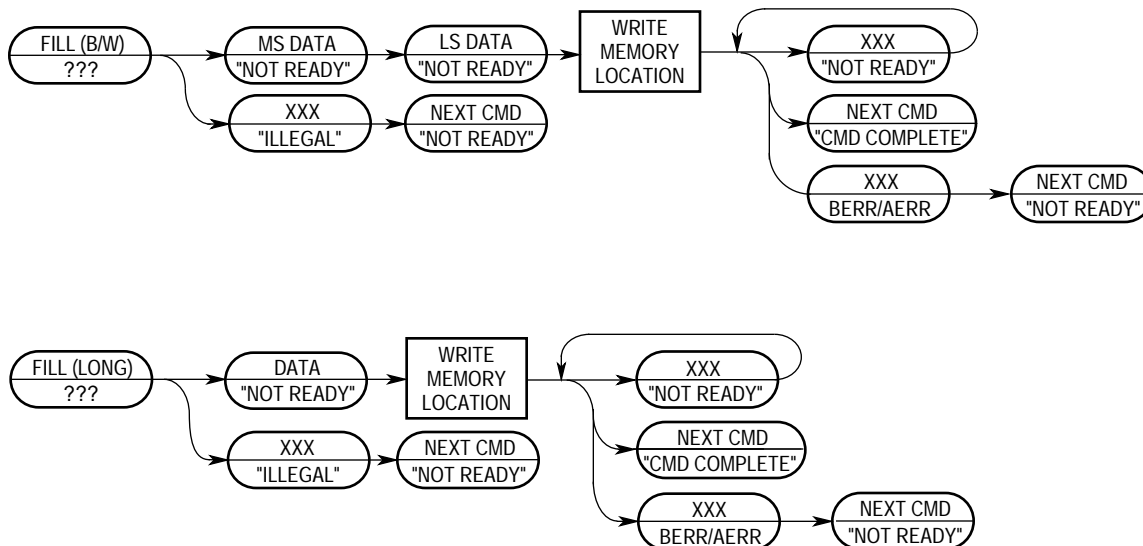 FILL (B/W)
???
MS DATA
"NOT READY"
LS DATA
"NOT READY"
WRITE
MEMORY
LOCATION
XXX
"NOT READY"
XXX
"ILLEGAL"
NEXT CMD
"NOT READY"
NEXT CMD
"CMD COMPLETE"
XXX
BERR/AERR
NEXT CMD
"NOT READY"
FILL (LONG)
???
DATA
"NOT READY"
WRITE
MEMORY
LOCATION
XXX
"NOT READY"
XXX
"ILLEGAL"
NEXT CMD
"NOT READY"
NEXT CMD
"CMD COMPLETE"
XXX
BERR/AERR
NEXT CMD
"NOT READY"